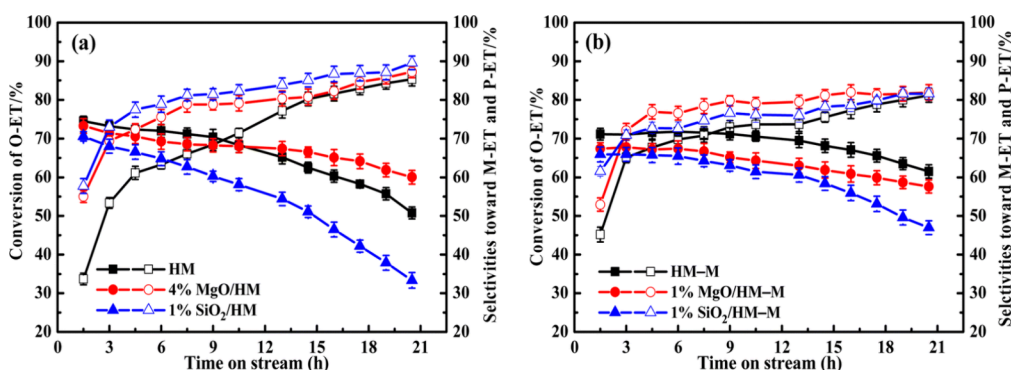 (a)
Conversion of O-ET/%
100
90
80
70
60
50
40
30
20
HM
4% MgO/HM
1% SiO2/HM
0 3 6 9 12 15 18 21
Time on stream (h)
100
90
80
70
60
50
40
30
20
Selctivities toward M-ET and P-ET/%
(b)
Conversion of O-ET/%
100
90
80
70
60
50
40
30
20
HM–M
1% MgO/HM–M
1% SiO2/HM–M
0 3 6 9 12 15 18 21
Time on stream (h)
100
90
80
70
60
50
40
30
20
Selctivities toward M-ET and P-ET/%